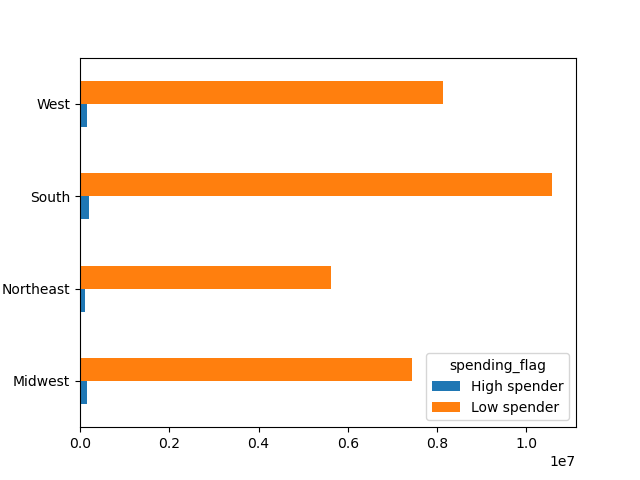 West
South
Northeast
Midwest
spending_flag
High spender
Low spender
0.0 0.2 0.4 0.6 0.8 1.0
1e7